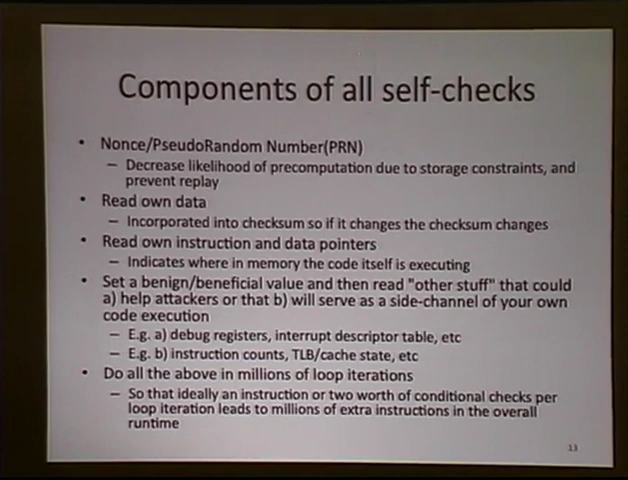 Components of all self-checks
• Nonce/PseudoRandom Number(PRN)
– Decrease likelihood of precomputation due to storage constraints, and
prevent replay
• Read own data
– Incorporated into checksum so if it changes the checksum changes
• Read own instruction and data pointers
– Indicates where in memory the code itself is executing
• Set a benign/beneficial value and then read "other stuff" that could
a) help attackers or that b) will serve as a side-channel of your own
code execution
– E.g. a) debug registers, interrupt descriptor table, etc
– E.g. b) instruction counts, TLB/cache state, etc
• Do all the above in millions of loop iterations
– So that ideally an instruction or two worth of conditional checks per
loop iteration leads to millions of extra instructions in the overall
runtime
13